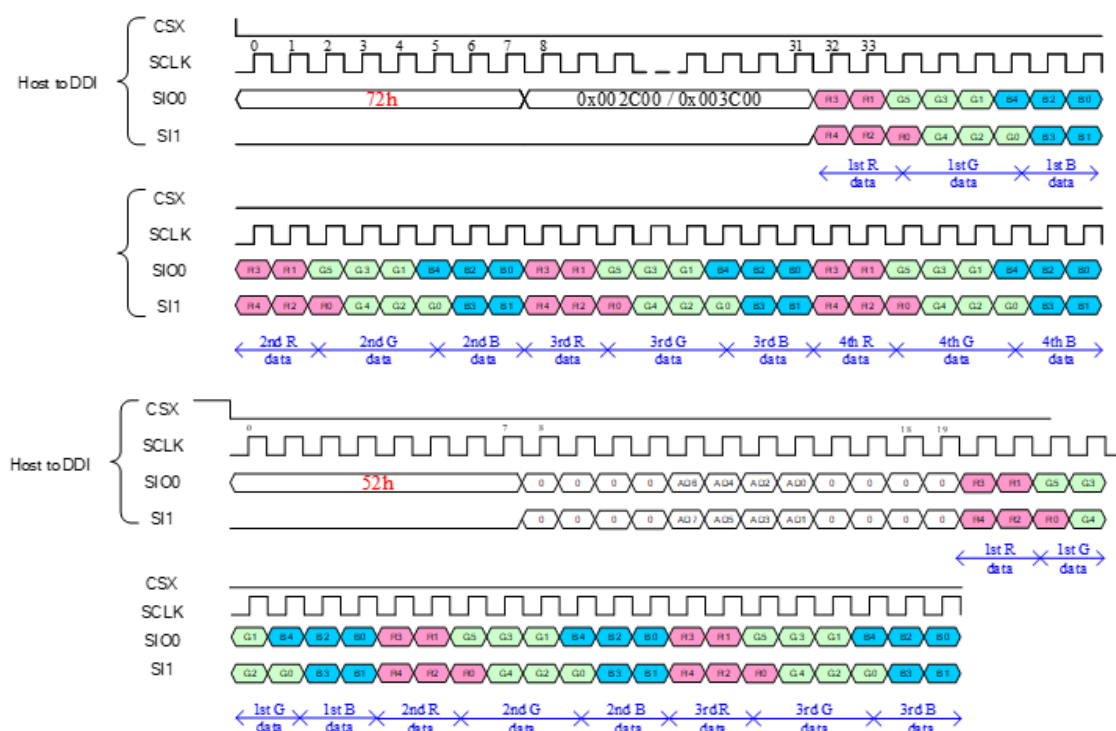 CSX
0 1 2 3 4 5 6 7 8 31 32 33
SCLK
Host to DDI
SIO0 72h 0x002C00 / 0x003C00 R3 R1 G5 G3 G1 B4 B2 B0
SI1 R4 R2 R0 G4 G2 G0 B3 B1
1st R data 1st G data 1st B data
CSX
SCLK
SIO0 R3 R1 G5 G3 G1 B4 B2 B0 R3 R1 G5 G3 G1 B4 B2 B0 R3 R1 G5 G3 G1 B4 B2 B0
SI1 R4 R2 R0 G4 G2 G0 B3 B1 R4 R2 R0 G4 G2 G0 B3 B1 R4 R2 R0 G4 G2 G0 B3 B1
2nd R data 2nd G data 2nd B data 3rd R data 3rd G data 3rd B data 4th R data 4th G data 4th B data
CSX
0 7 8 18 19
SCLK
Host to DDI
SIO0 52h 0 0 0 0 AD6 AD4 AD2 AD0 0 0 0 0 R3 R1 G5 G3
SI1 0 0 0 0 AD7 AD5 AD3 AD1 0 0 0 0 R4 R2 R0 G4
1st R data 1st G data
CSX
SCLK
SIO0 G1 B4 B2 B0 R3 R1 G5 G3 G1 B4 B2 B0 R3 R1 G5 G3 G1 B4 B2 B0
SI1 G2 G0 B3 B1 R4 R2 R0 G4 G2 G0 B3 B1 R4 R2 R0 G4 G2 G0 B3 B1
1st G data 1st B data 2nd R data 2nd G data 2nd B data 3rd R data 3rd G data 3rd B data